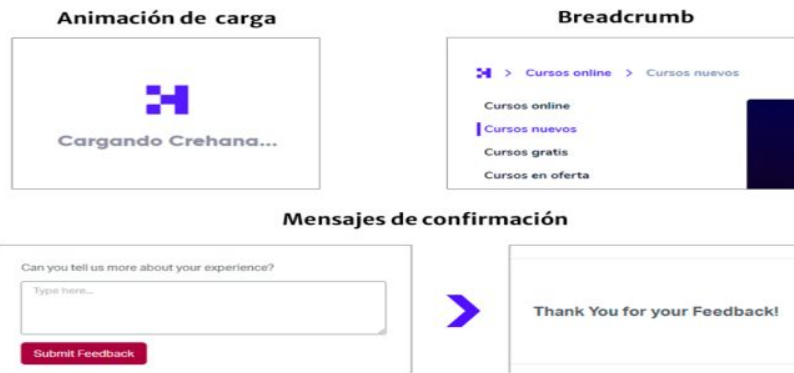 Animación de carga
Breadcrumb
Cargando Crehana...
> Cursos online > Cursos nuevos
Cursos online
Cursos nuevos
Cursos gratis
Cursos en oferta
Mensajes de confirmación
Can you tell us more about your experience?
Type here...
Submit Feedback
Thank You for your Feedback!